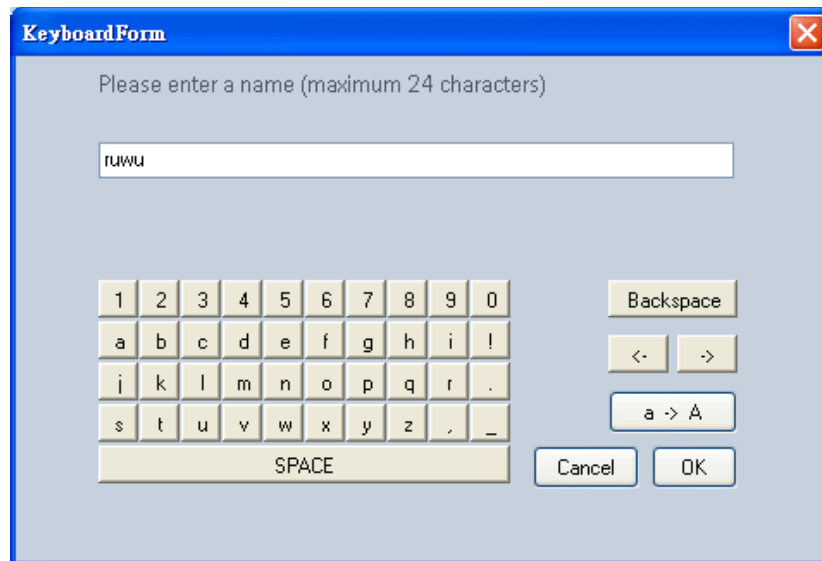 KeyboardForm
Please enter a name (maximum 24 characters)
ruwu
1 2 3 4 5 6 7 8 9 0 Backspace
a b c d e f g h i ! <- ->
j k l m n o p q r .
s t u v w x y z , _ a -> A
SPACE Cancel OK